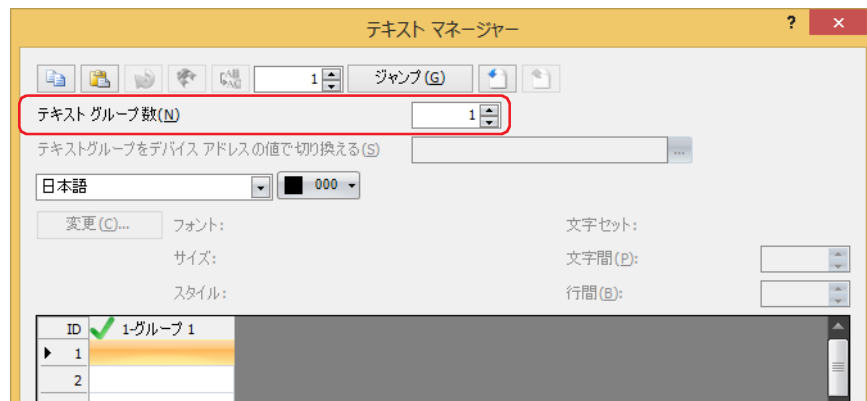 テキスト マネージャー ? ×
1 ジャンプ(G)
テキスト グループ数(N) 1
テキストグループをデバイス アドレスの値で切り換える(S) ...
日本語 000
変更(C)... フォント: 文字セット:
サイズ: 文字間(P):
スタイル: 行間(B):
ID 1-グループ 1
1
2